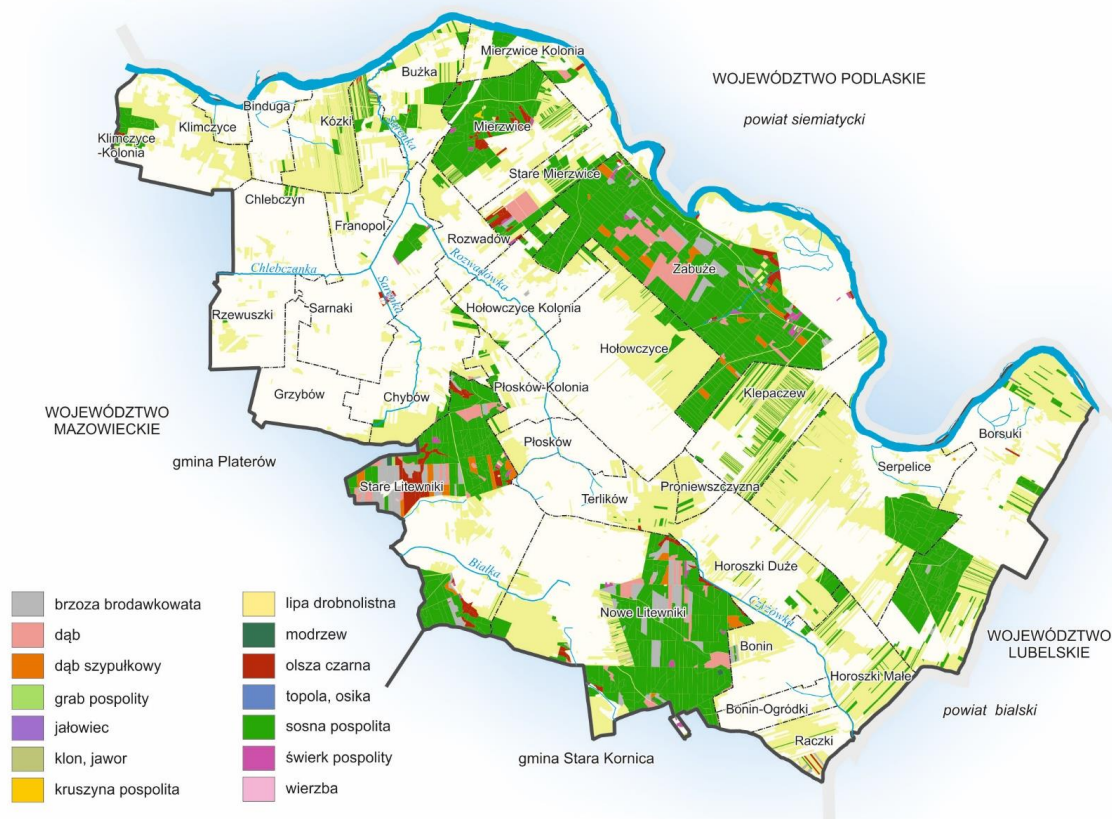 Mierzwice Kolonia
WOJEWÓDZTWO PODLASKIE
Bużka
powiat siemiatycki
Binduga
Kózki
Klimczyce
Sarenka
Mierzwice
Klimczyce
-Kolonia
Stare Mierzwice
Chlebczyn
Franopol
Rozwadów
Rozwadówka
Zabuże
Chlebczanka
Sarenka
Rzewuszki
Sarnaki
Hołowczyce Kolonia
Hołowczyce
Grzybów
Chybów
Płosków-Kolonia
Klepaczew
WOJEWÓDZTWO
MAZOWIECKIE
Borsuki
Płosków
gmina Platerów
Serpelice
Stare Litewniki
Terlików
Proniewszczyzna
Białka
Horoszki Duże
Nowe Litewniki
Czyżówka
WOJEWÓDZTWO
LUBELSKIE
Bonin
Horoszki Małe
Bonin-Ogródki
powiat bialski
Raczki
gmina Stara Kornica
brzoza brodawkowata
dąb
dąb szypułkowy
grab pospolity
jałowiec
klon, jawor
kruszyna pospolita
lipa drobnolistna
modrzew
olsza czarna
topola, osika
sosna pospolita
świerk pospolity
wierzba